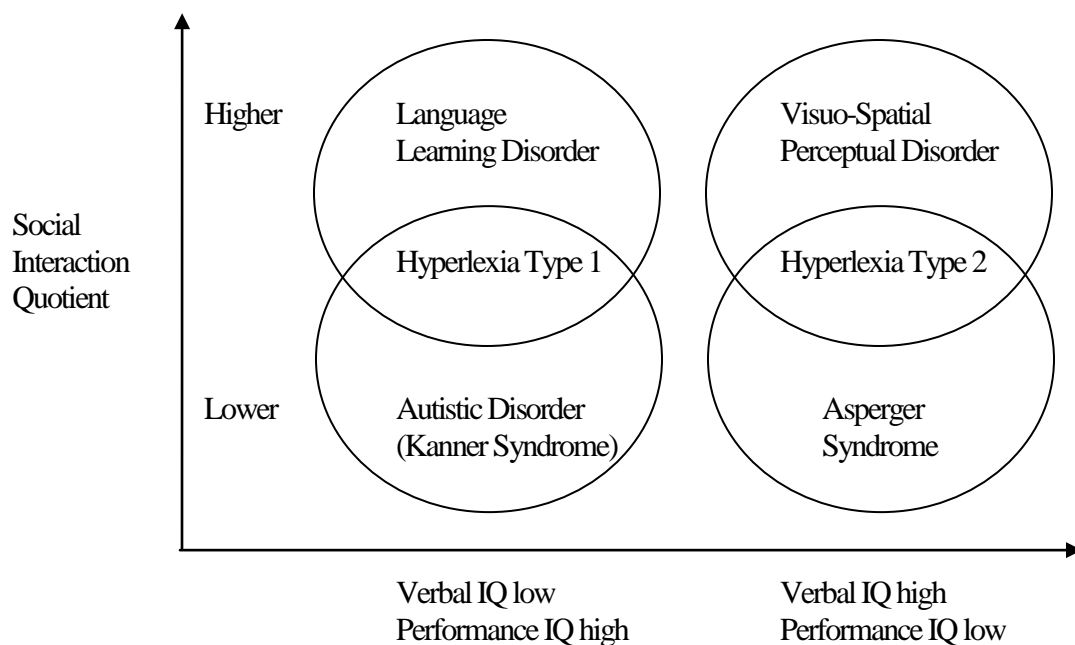 Higher
Language
Learning Disorder
Visuo-Spatial
Perceptual Disorder
Social
Interaction
Quotient
Hyperlexia Type 1
Hyperlexia Type 2
Lower
Autistic Disorder
(Kanner Syndrome)
Asperger
Syndrome
Verbal IQ low
Performance IQ high
Verbal IQ high
Performance IQ low